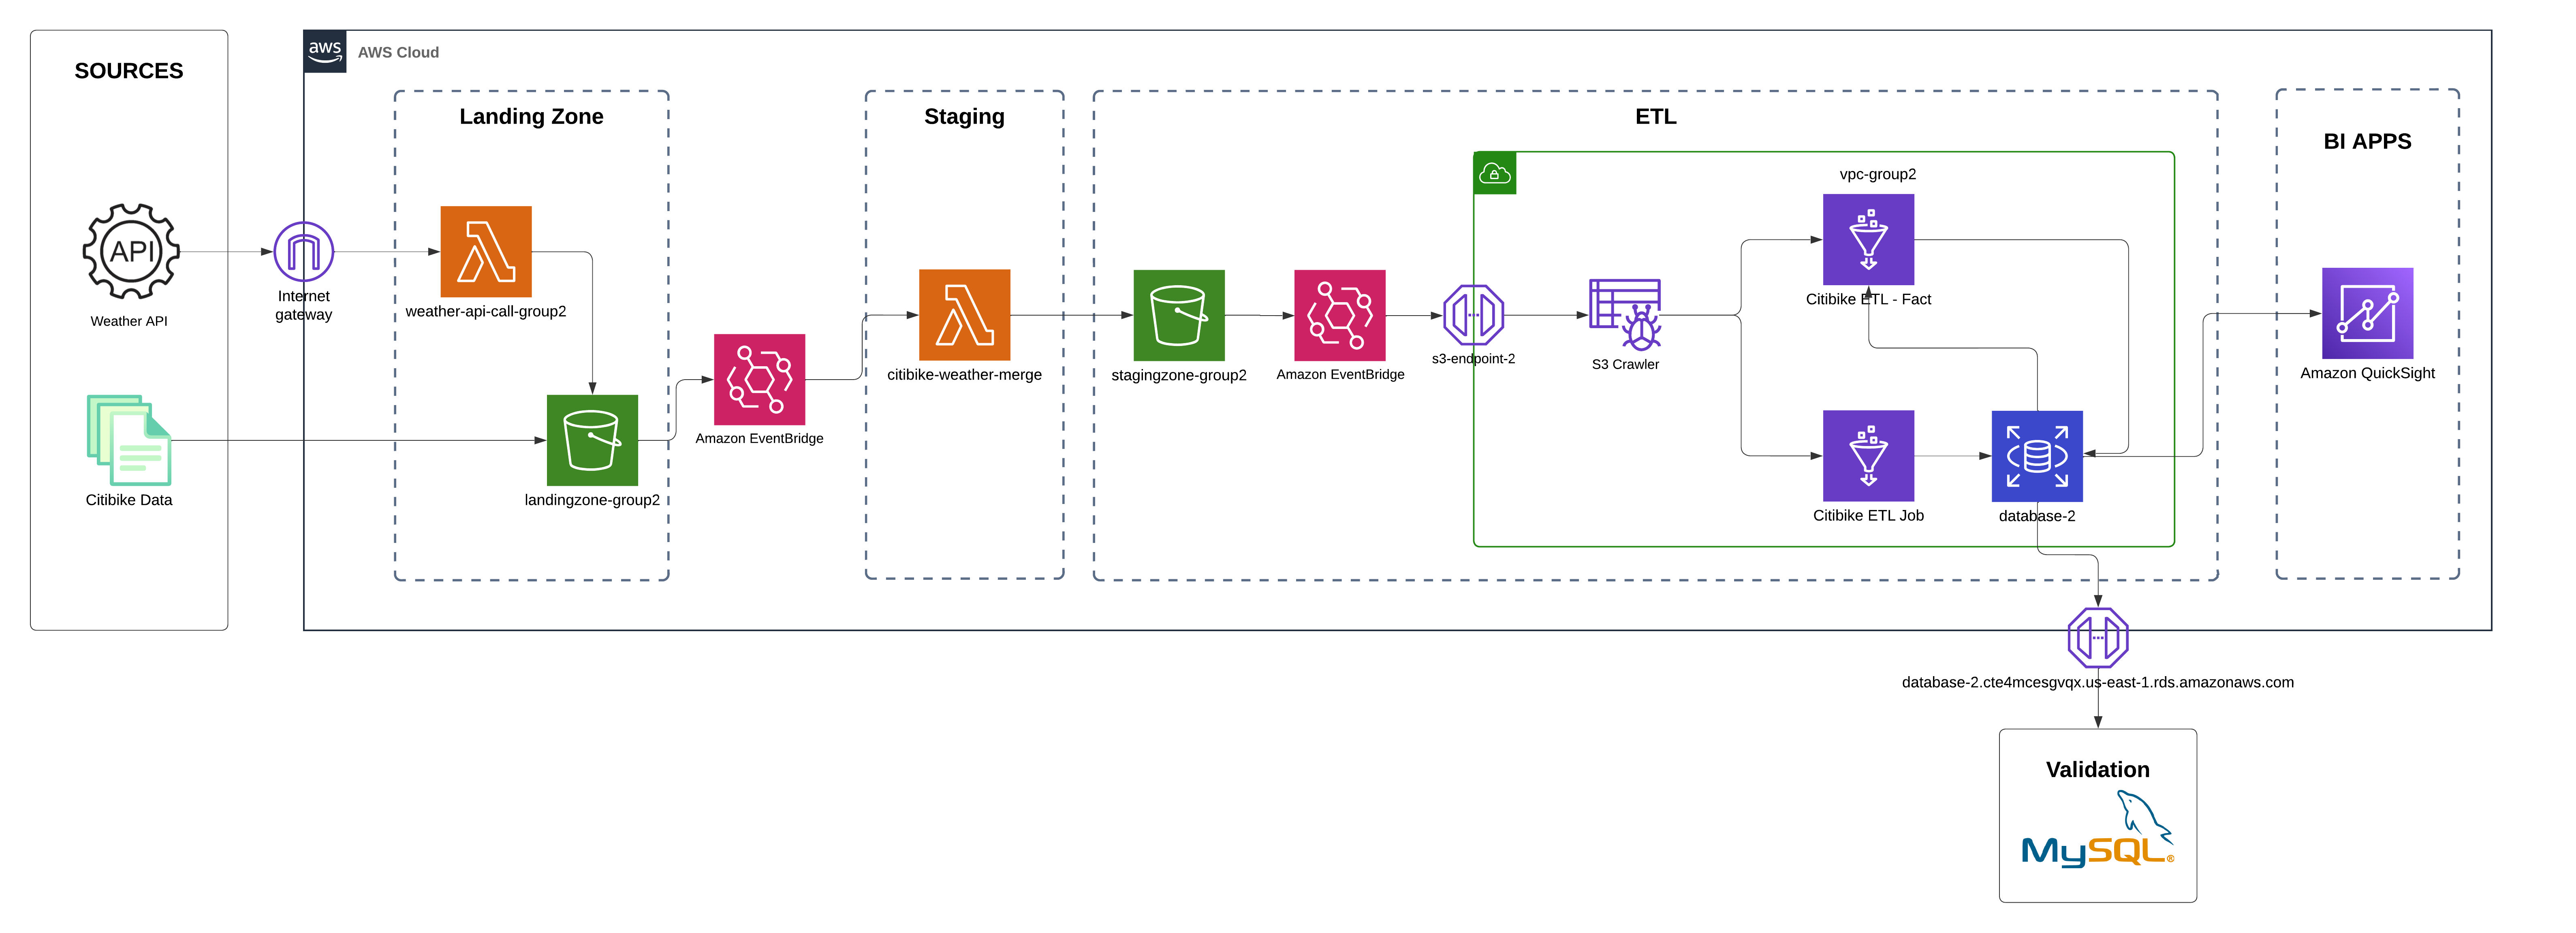 SOURCES
API
Weather API
Citibike Data
aws
AWS Cloud
Internet
gateway
Landing Zone
weather-api-call-group2
landingzone-group2
Amazon EventBridge
Staging
citibike-weather-merge
ETL
stagingzone-group2
Amazon EventBridge
s3-endpoint-2
S3 Crawler
vpc-group2
Citibike ETL - Fact
Citibike ETL Job
database-2
BI APPS
Amazon QuickSight
database-2.cte4mcesgvqx.us-east-1.rds.amazonaws.com
Validation
MySQL®